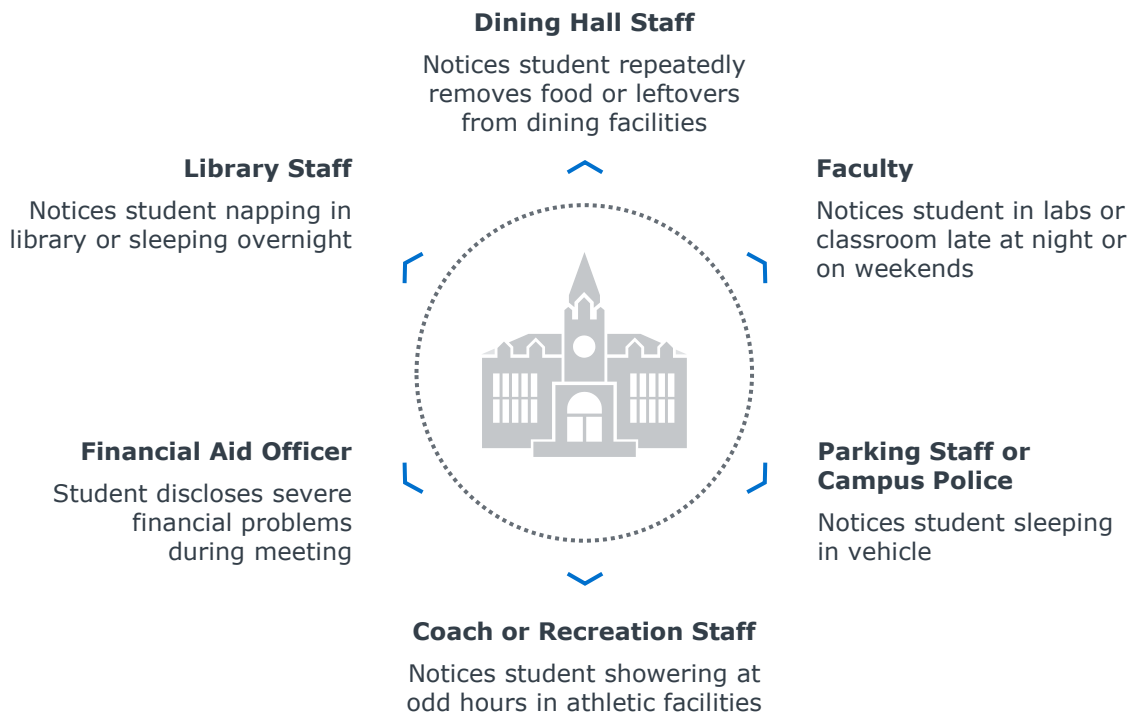 Dining Hall Staff
Notices student repeatedly
removes food or leftovers
from dining facilities
Library Staff
Notices student napping in
library or sleeping overnight
Faculty
Notices student in labs or
classroom late at night or
on weekends
Financial Aid Officer
Student discloses severe
financial problems
during meeting
Parking Staff or
Campus Police
Notices student sleeping
in vehicle
Coach or Recreation Staff
Notices student showering at
odd hours in athletic facilities